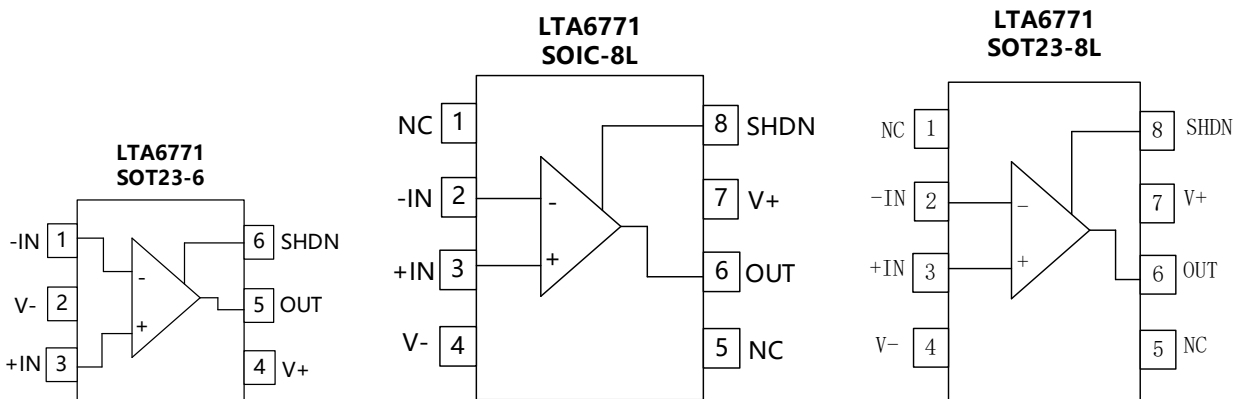 LTA6771
SOT23-6
-IN 1
6 SHDN
-
V- 2
5 OUT
+
+IN 3
4 V+
LTA6771
SOIC-8L
NC 1
8 SHDN
-IN 2
-
7 V+
+IN 3
+
6 OUT
V- 4
5 NC
LTA6771
SOT23-8L
NC 1
8 SHDN
-IN 2
-
7 V+
+IN 3
+
6 OUT
V- 4
5 NC